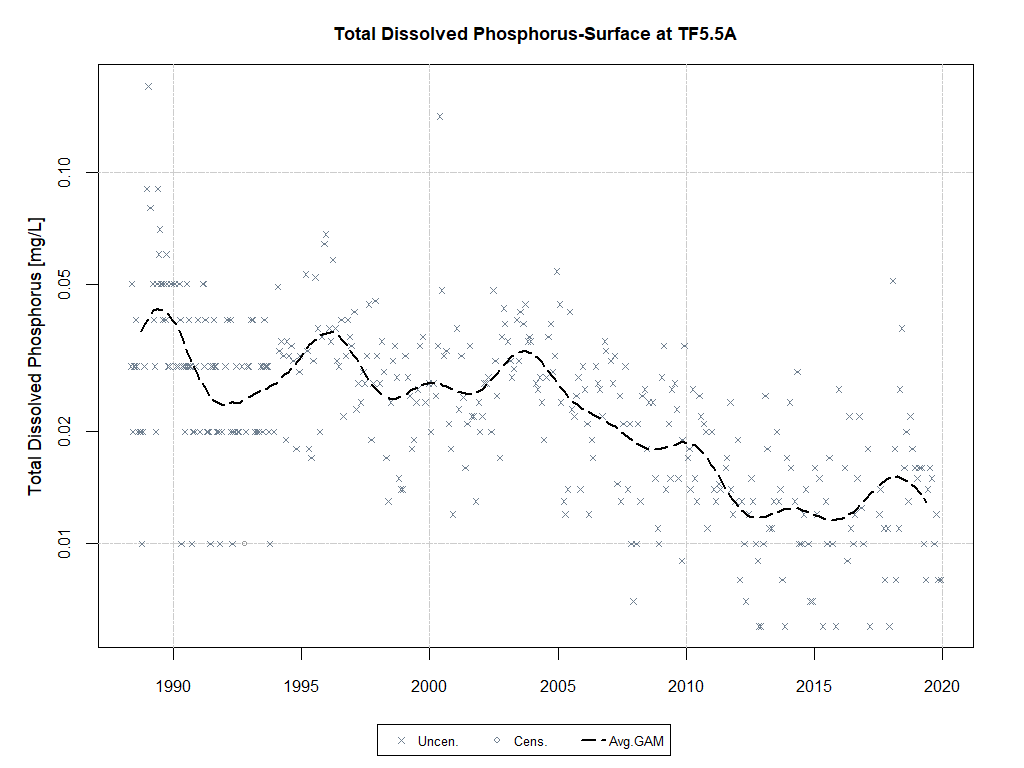 Total Dissolved Phosphorus-Surface at TF5.5A
Total Dissolved Phosphorus [mg/L]
0.10
0.05
0.02
0.01
1990 1995 2000 2005 2010 2015 2020
Uncen. Cens. Avg.GAM